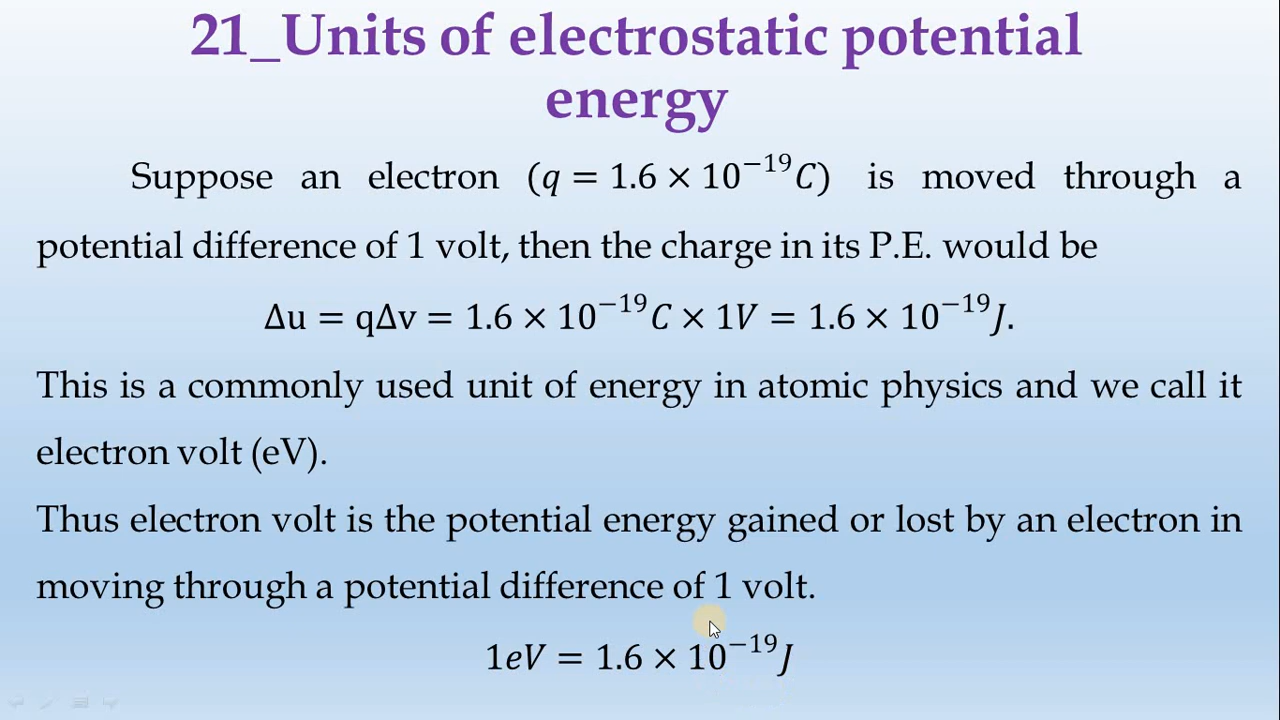 21_Units of electrostatic potential
energy
Suppose an electron (q = 1.6 × 10⁻¹⁹C) is moved through a
potential difference of 1 volt, then the charge in its P.E. would be
Δu = qΔv = 1.6 × 10⁻¹⁹C × 1V = 1.6 × 10⁻¹⁹J.
This is a commonly used unit of energy in atomic physics and we call it
electron volt (eV).
Thus electron volt is the potential energy gained or lost by an electron in
moving through a potential difference of 1 volt.
1eV = 1.6 × 10⁻¹⁹J